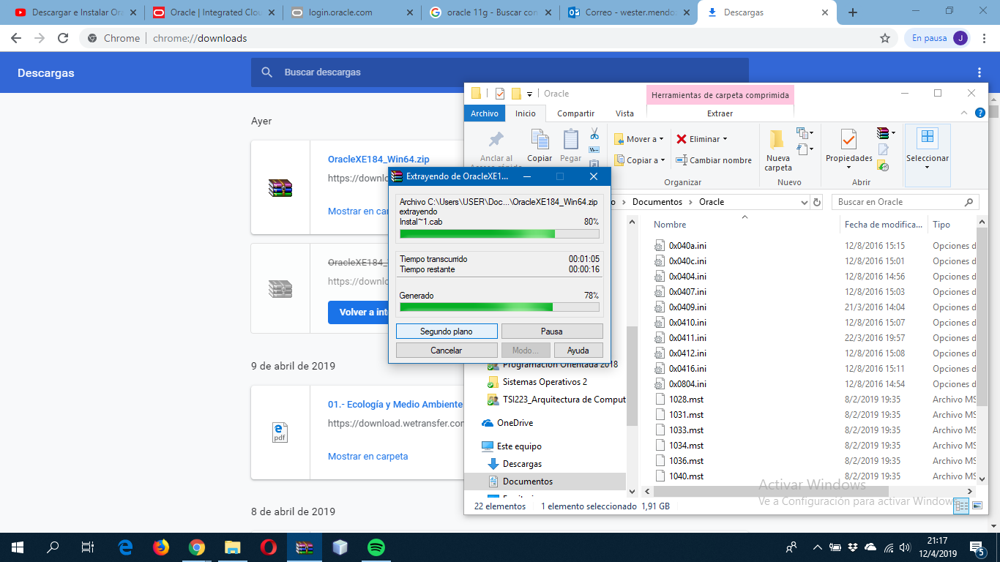 Descargar e Instalar Ora
Oracle | Integrated Clou
login.oracle.com
oracle 11g - Buscar con
Correo - wester.mendo
Descargas
Chrome | chrome://downloads
En pausa J
Descargas
Buscar descargas
Ayer
OracleXE184_Win64.zip
https://downlo
Mostrar en car
OracleXE184_
https://downlo
Volver a inte
9 de abril de 2019
01.- Ecología y Medio Ambiente
https://download.wetransfer.com
Mostrar en carpeta
8 de abril de 2019
Oracle
Herramientas de carpeta comprimida
Archivo Inicio Compartir Vista Extraer
Anclar al
Copiar
Pegar
Mover a
Copiar a
Eliminar
Cambiar nombre
Organizar
Nueva
carpeta
Nuevo
Propiedades
Abrir
Seleccionar
Documentos > Oracle
Buscar en Oracle
Extrayendo de OracleXE1...
Archivo C:\Users\USER\Doc...\OracleXE184_Win64.zip
extrayendo
Instal~1.cab 80%
Tiempo transcurrido 00:01:05
Tiempo restante 00:00:16
Generado 78%
Segundo plano Pausa
Cancelar Modo... Ayuda
Programación Orientada 2018
Sistemas Operativos 2
TSI223_Arquitectura de Comput
OneDrive
Este equipo
Descargas
Documentos
Nombre Fecha de modifica... Tipo
0x040a.ini 12/8/2016 15:15 Opciones d
0x040c.ini 12/8/2016 15:01 Opciones d
0x0404.ini 12/8/2016 14:56 Opciones d
0x0407.ini 12/8/2016 15:03 Opciones d
0x0409.ini 21/3/2016 14:04 Opciones d
0x0410.ini 12/8/2016 15:07 Opciones d
0x0411.ini 22/3/2016 19:57 Opciones d
0x0412.ini 12/8/2016 15:08 Opciones d
0x0416.ini 12/8/2016 15:11 Opciones d
0x0804.ini 12/8/2016 14:54 Opciones d
1028.mst 8/2/2019 19:35 Archivo MS
1031.mst 8/2/2019 19:35 Archivo MS
1033.mst 8/2/2019 19:35 Archivo MS
1034.mst 8/2/2019 19:35 Archivo MS
1036.mst 8/2/2019 19:35 Archivo MS
1040.mst 8/2/2019 19:35 Archivo MS
22 elementos 1 elemento seleccionado 1,91 GB
Activar Windows
Ve a Configuración para activar Windows
21:17
12/4/2019
5